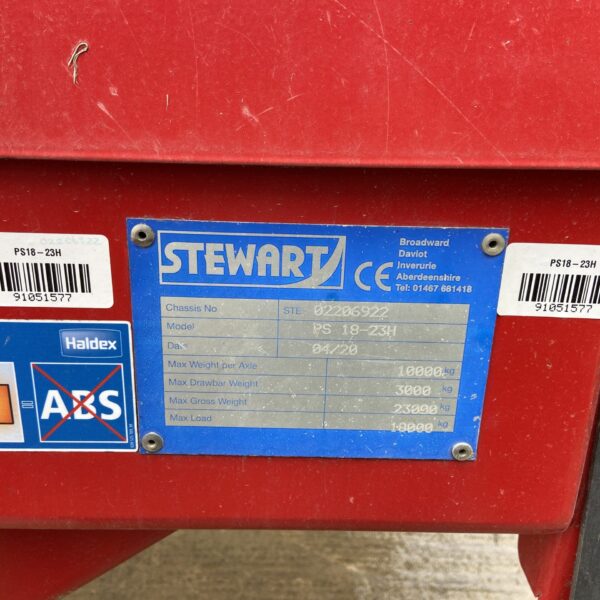 02206922
PS18-23H
91051577
Haldex
=
ABS
STEWART
CE
Broadward
Daviot
Inverurie
Aberdeenshire
Tel: 01467 681418
Chassis No STE 02206922
Model PS 18-23H
Date 04/20
Max Weight per Axle 10000 kg
Max Drawbar Weight 3000 kg
Max Gross Weight 23000 kg
Max Load 18000 kg
PS18-23H
91051577